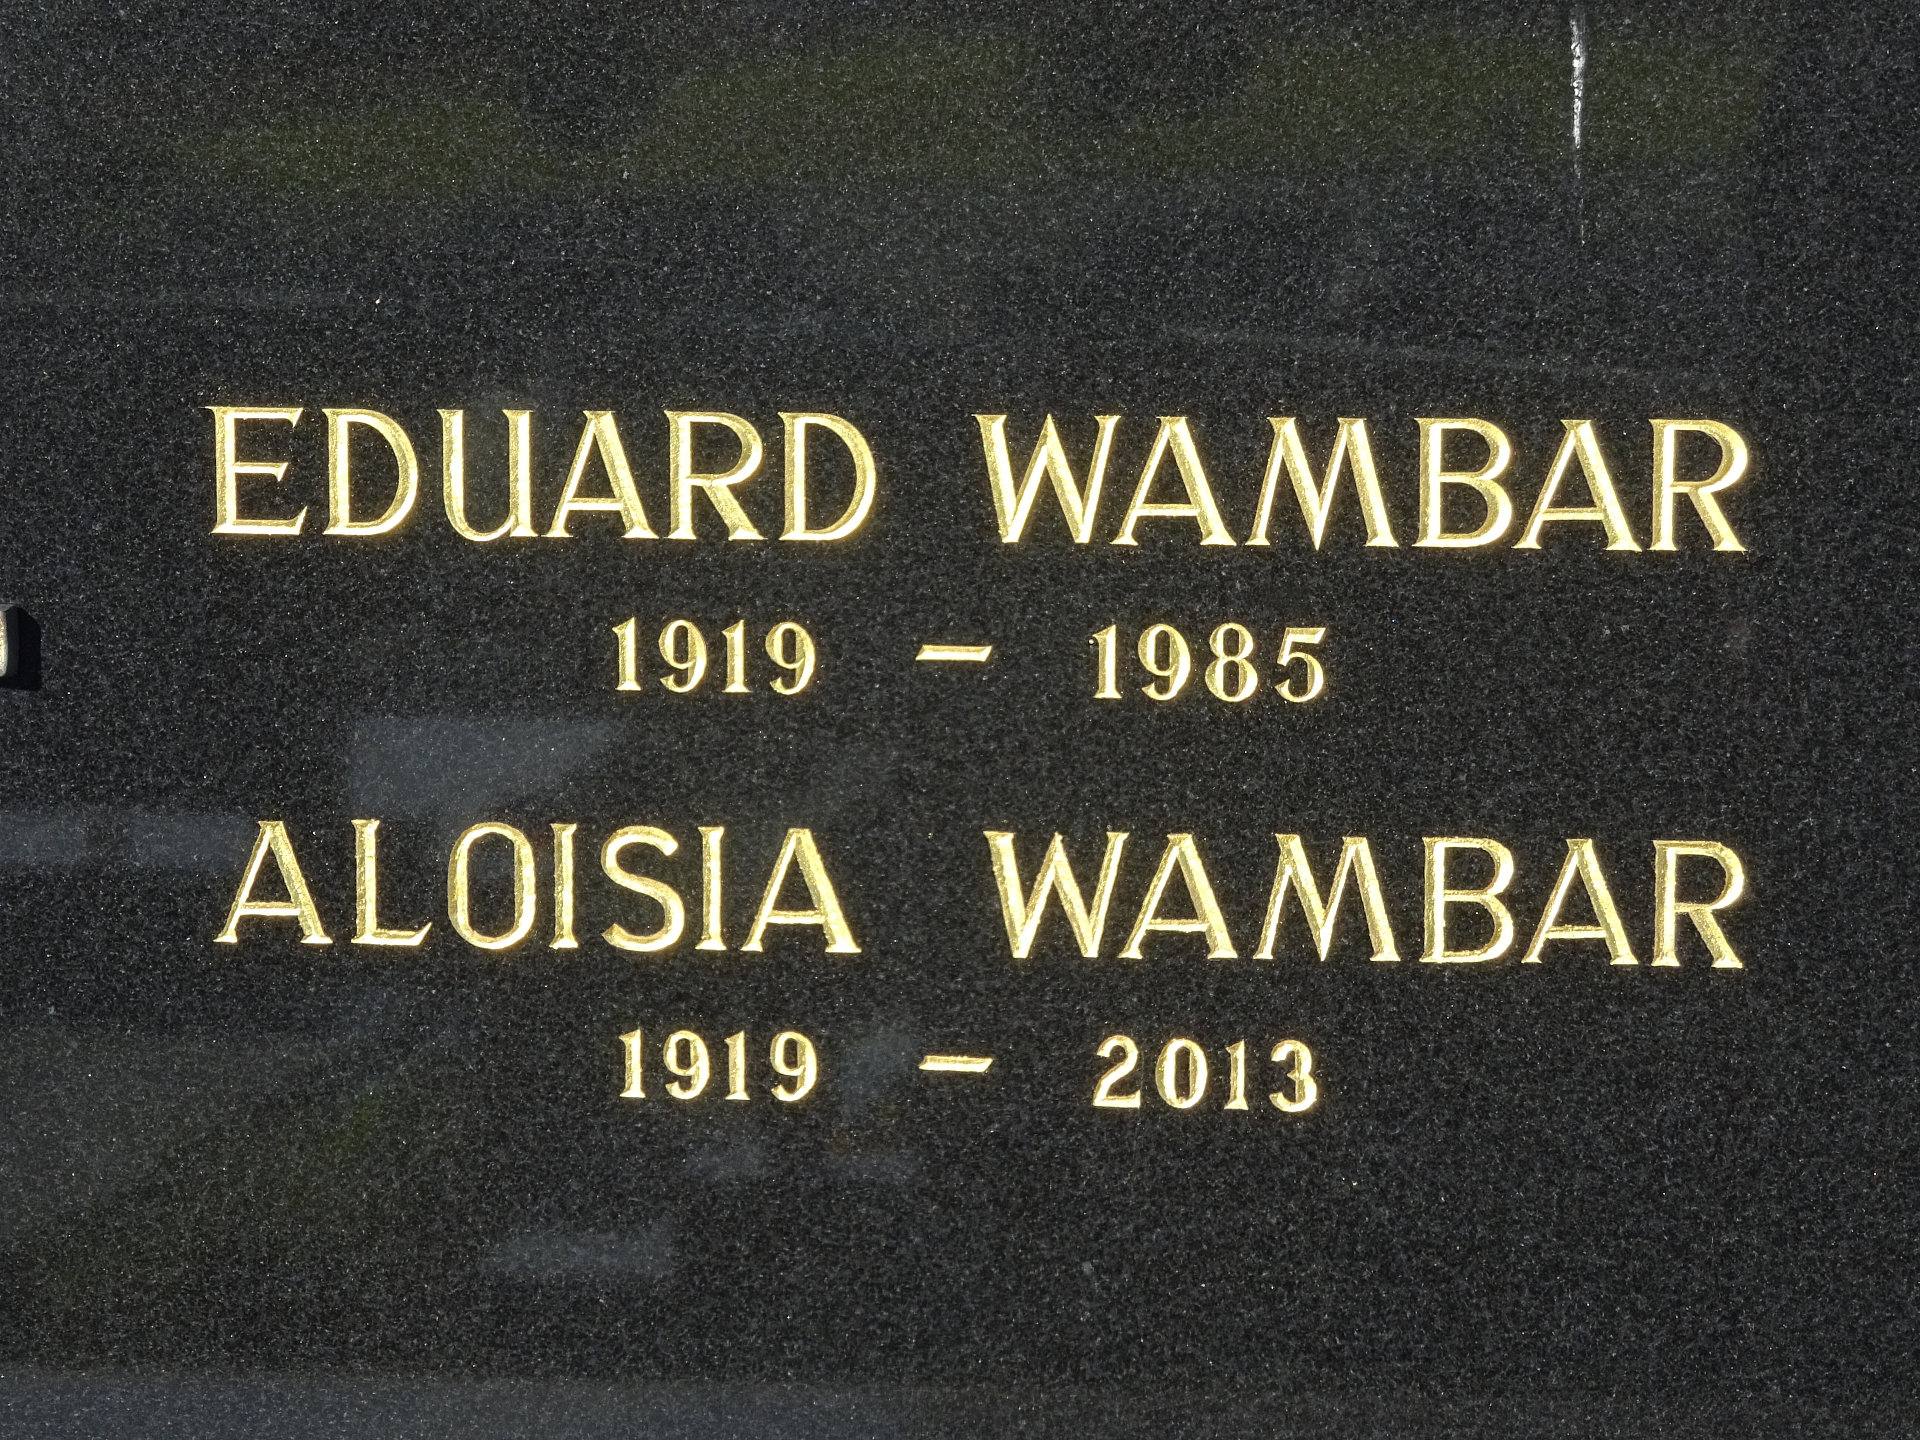 EDUARD WAMBAR
1919 – 1985
ALOISIA WAMBAR
1919 – 2013